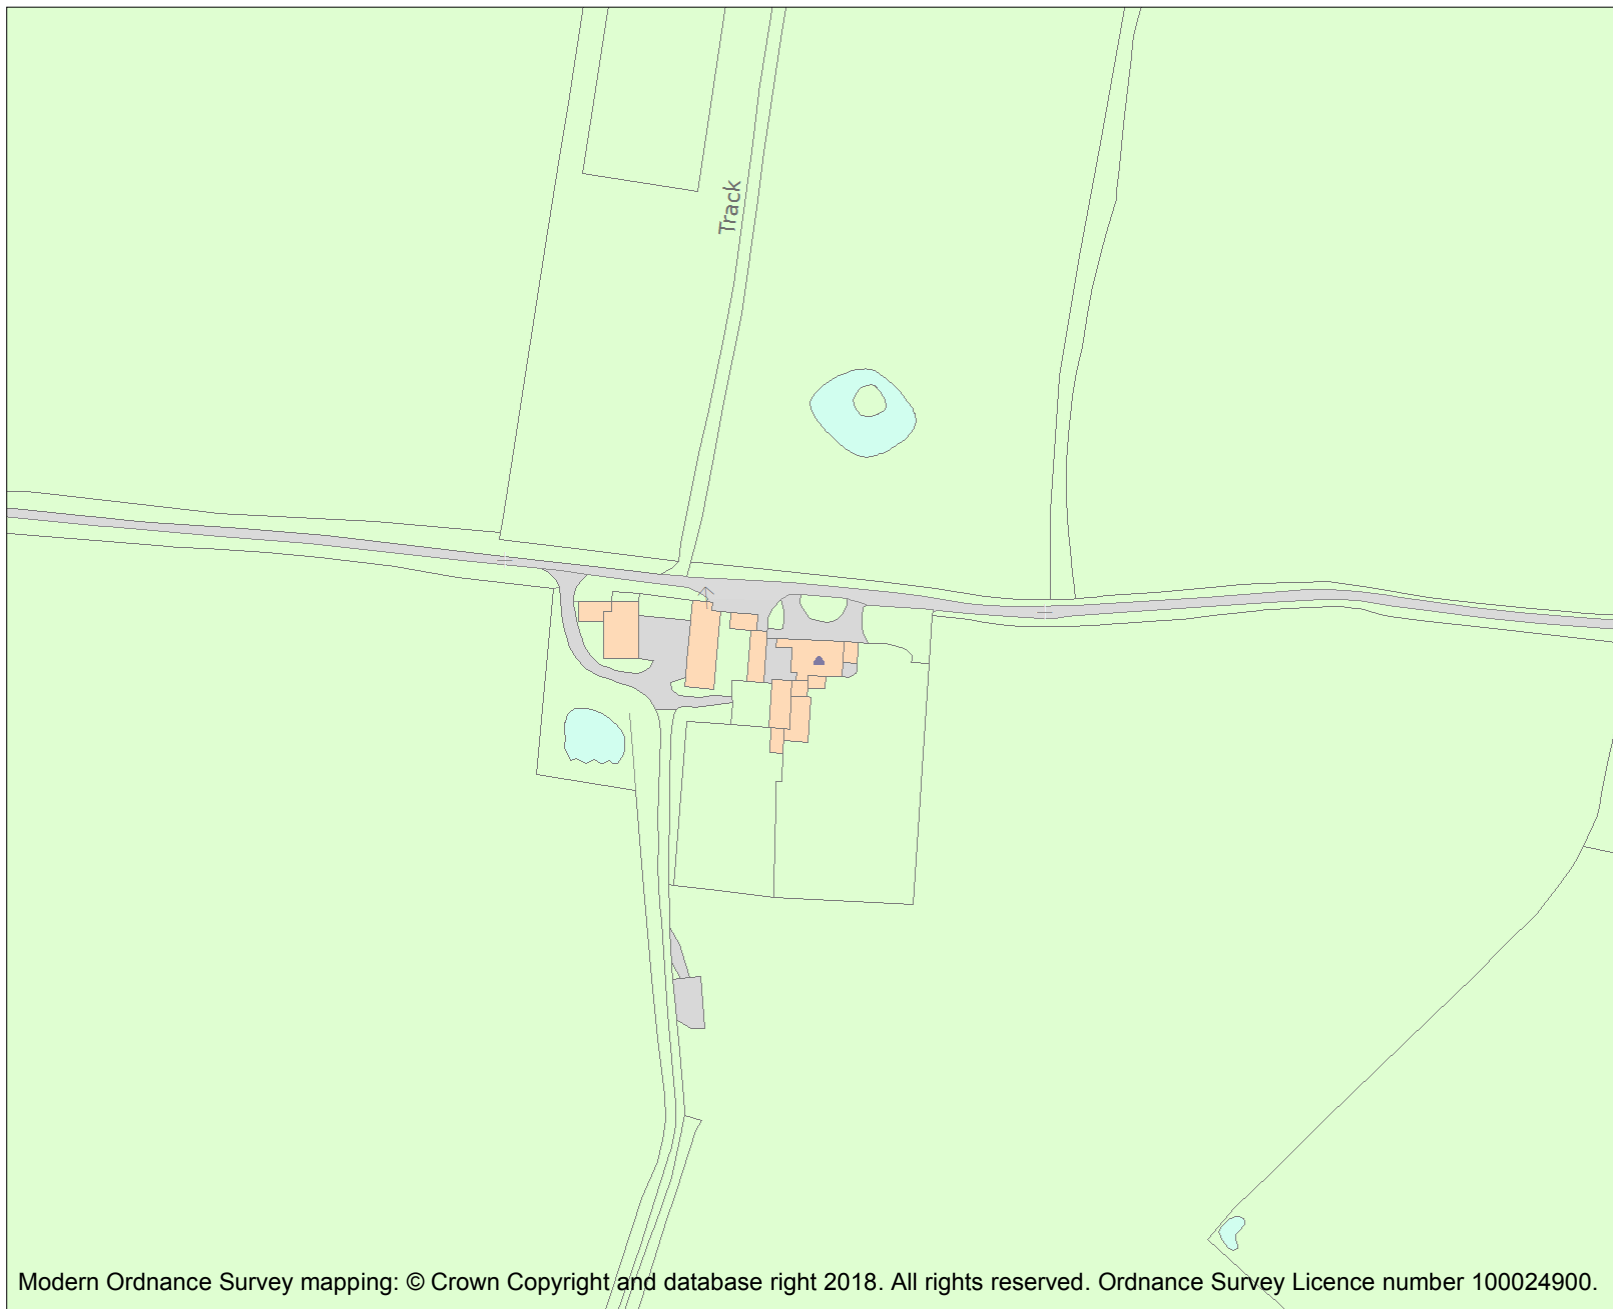 Track
Modern Ordnance Survey mapping: © Crown Copyright and database right 2018. All rights reserved. Ordnance Survey Licence number 100024900.